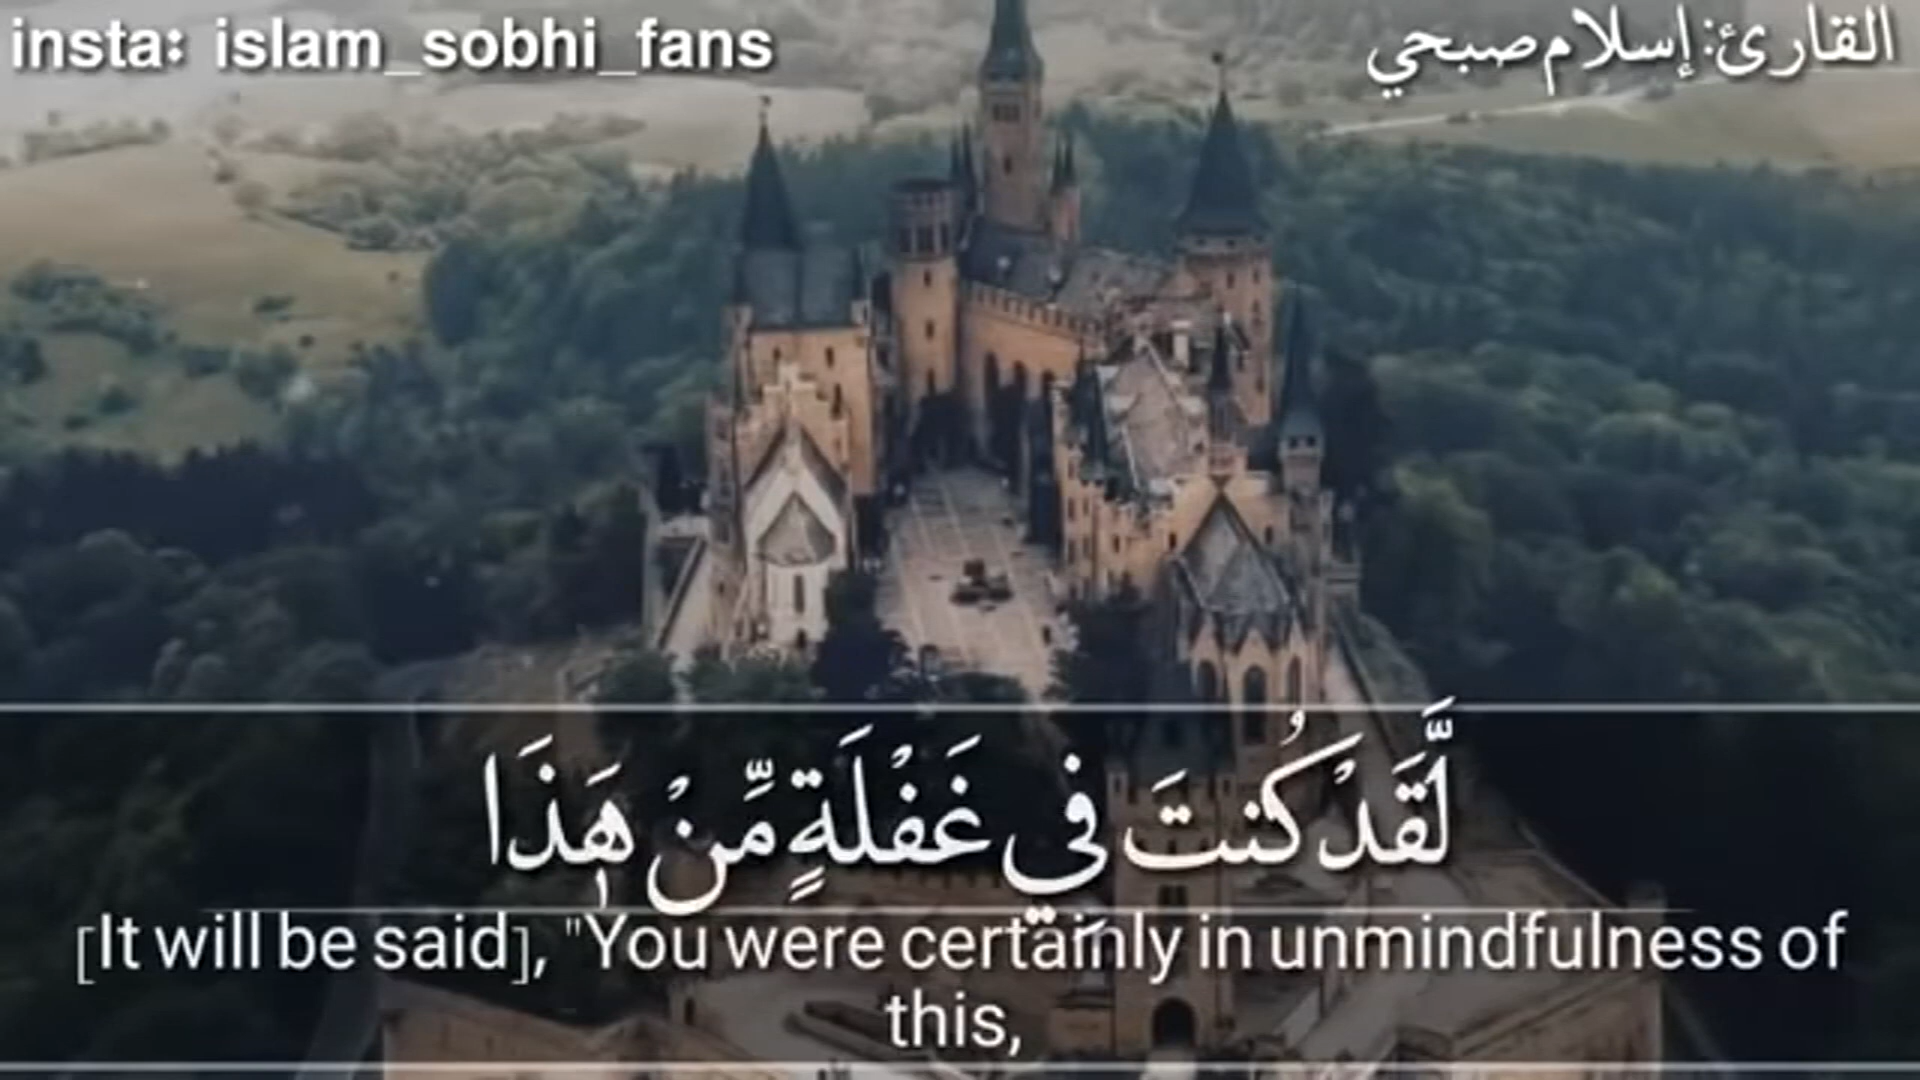 insta: islam_sobhi_fans
القارئ: إسلام صبحي
لَّقَدْ كُنتَ فِي غَفْلَةٍ مِّنْ هَٰذَا
[It will be said], "You were certainly in unmindfulness of
this,